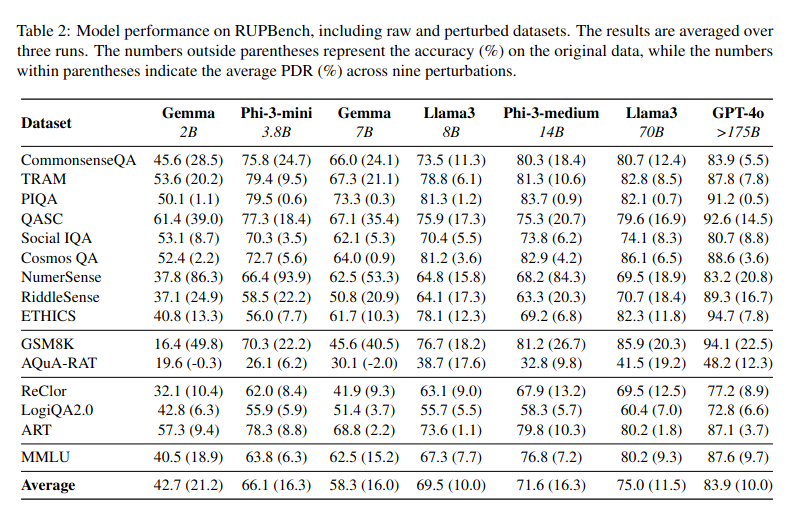 Table 2: Model performance on RUPBench, including raw and perturbed datasets. The results are averaged over
three runs. The numbers outside parentheses represent the accuracy (%) on the original data, while the numbers
within parentheses indicate the average PDR (%) across nine perturbations.
Dataset Gemma 2B Phi-3-mini 3.8B Gemma 7B Llama3 8B Phi-3-medium 14B Llama3 70B GPT-4o >175B
CommonsenseQA 45.6 (28.5) 75.8 (24.7) 66.0 (24.1) 73.5 (11.3) 80.3 (18.4) 80.7 (12.4) 83.9 (5.5)
TRAM 53.6 (20.2) 79.4 (9.5) 67.3 (21.1) 78.8 (6.1) 81.3 (10.6) 82.8 (8.5) 87.8 (7.8)
PIQA 50.1 (1.1) 79.5 (0.6) 73.3 (0.3) 81.3 (1.2) 83.7 (0.9) 82.1 (0.7) 91.2 (0.5)
QASC 61.4 (39.0) 77.3 (18.4) 67.1 (35.4) 75.9 (17.3) 75.3 (20.7) 79.6 (16.9) 92.6 (14.5)
Social IQA 53.1 (8.7) 70.3 (3.5) 62.1 (5.3) 70.4 (5.5) 73.8 (6.2) 74.1 (8.3) 80.7 (8.8)
Cosmos QA 52.4 (2.2) 72.7 (5.6) 64.0 (0.9) 81.2 (3.6) 82.9 (4.2) 86.1 (6.5) 88.6 (3.6)
NumerSense 37.8 (86.3) 66.4 (93.9) 62.5 (53.3) 64.8 (15.8) 68.2 (84.3) 69.5 (18.9) 83.2 (20.8)
RiddleSense 37.1 (24.9) 58.5 (22.2) 50.8 (20.9) 64.1 (17.3) 63.3 (20.3) 70.7 (18.4) 89.3 (16.7)
ETHICS 40.8 (13.3) 56.0 (7.7) 61.7 (10.3) 78.1 (12.3) 69.2 (6.8) 82.3 (11.8) 94.7 (7.8)
GSM8K 16.4 (49.8) 70.3 (22.2) 45.6 (40.5) 76.7 (18.2) 81.2 (26.7) 85.9 (20.3) 94.1 (22.5)
AQuA-RAT 19.6 (-0.3) 26.1 (6.2) 30.1 (-2.0) 38.7 (17.6) 32.8 (9.8) 41.5 (19.2) 48.2 (12.3)
ReClor 32.1 (10.4) 62.0 (8.4) 41.9 (9.3) 63.1 (9.0) 67.9 (13.2) 69.5 (12.5) 77.2 (8.9)
LogiQA2.0 42.8 (6.3) 55.9 (5.9) 51.4 (3.7) 55.7 (5.5) 58.3 (5.7) 60.4 (7.0) 72.8 (6.6)
ART 57.3 (9.4) 78.3 (8.8) 68.8 (2.2) 73.6 (1.1) 79.8 (10.3) 80.2 (1.8) 87.1 (3.7)
MMLU 40.5 (18.9) 63.8 (6.3) 62.5 (15.2) 67.3 (7.7) 76.8 (7.2) 80.2 (9.3) 87.6 (9.7)
Average 42.7 (21.2) 66.1 (16.3) 58.3 (16.0) 69.5 (10.0) 71.6 (16.3) 75.0 (11.5) 83.9 (10.0)